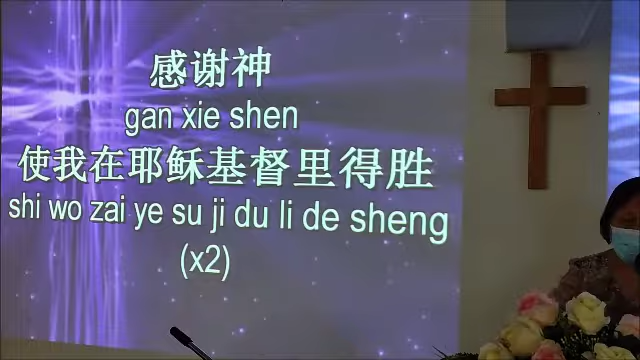 感谢神
gan xie shen
使我在耶稣基督里得胜
shi wo zai ye su ji du li de sheng
(x2)